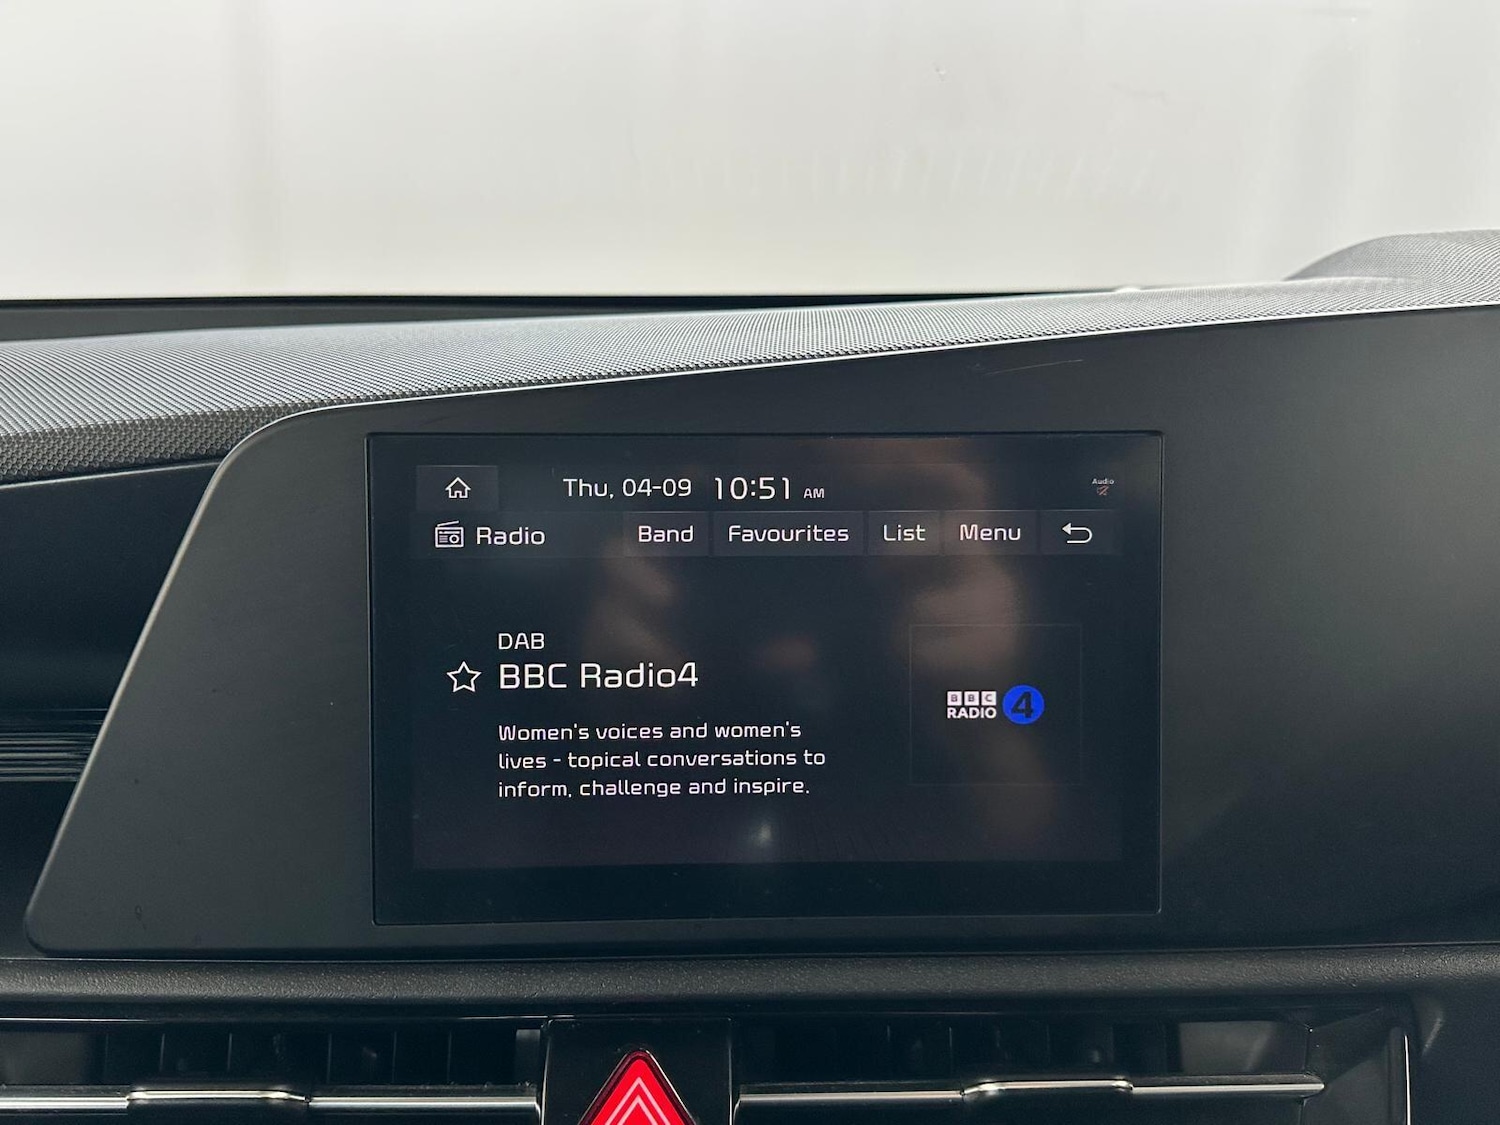 Thu, 04-09 10:51 AM
Audio
Radio Band Favourites List Menu
DAB
BBC Radio4
Women's voices and women's
lives - topical conversations to
inform, challenge and inspire.
BBC
RADIO 4